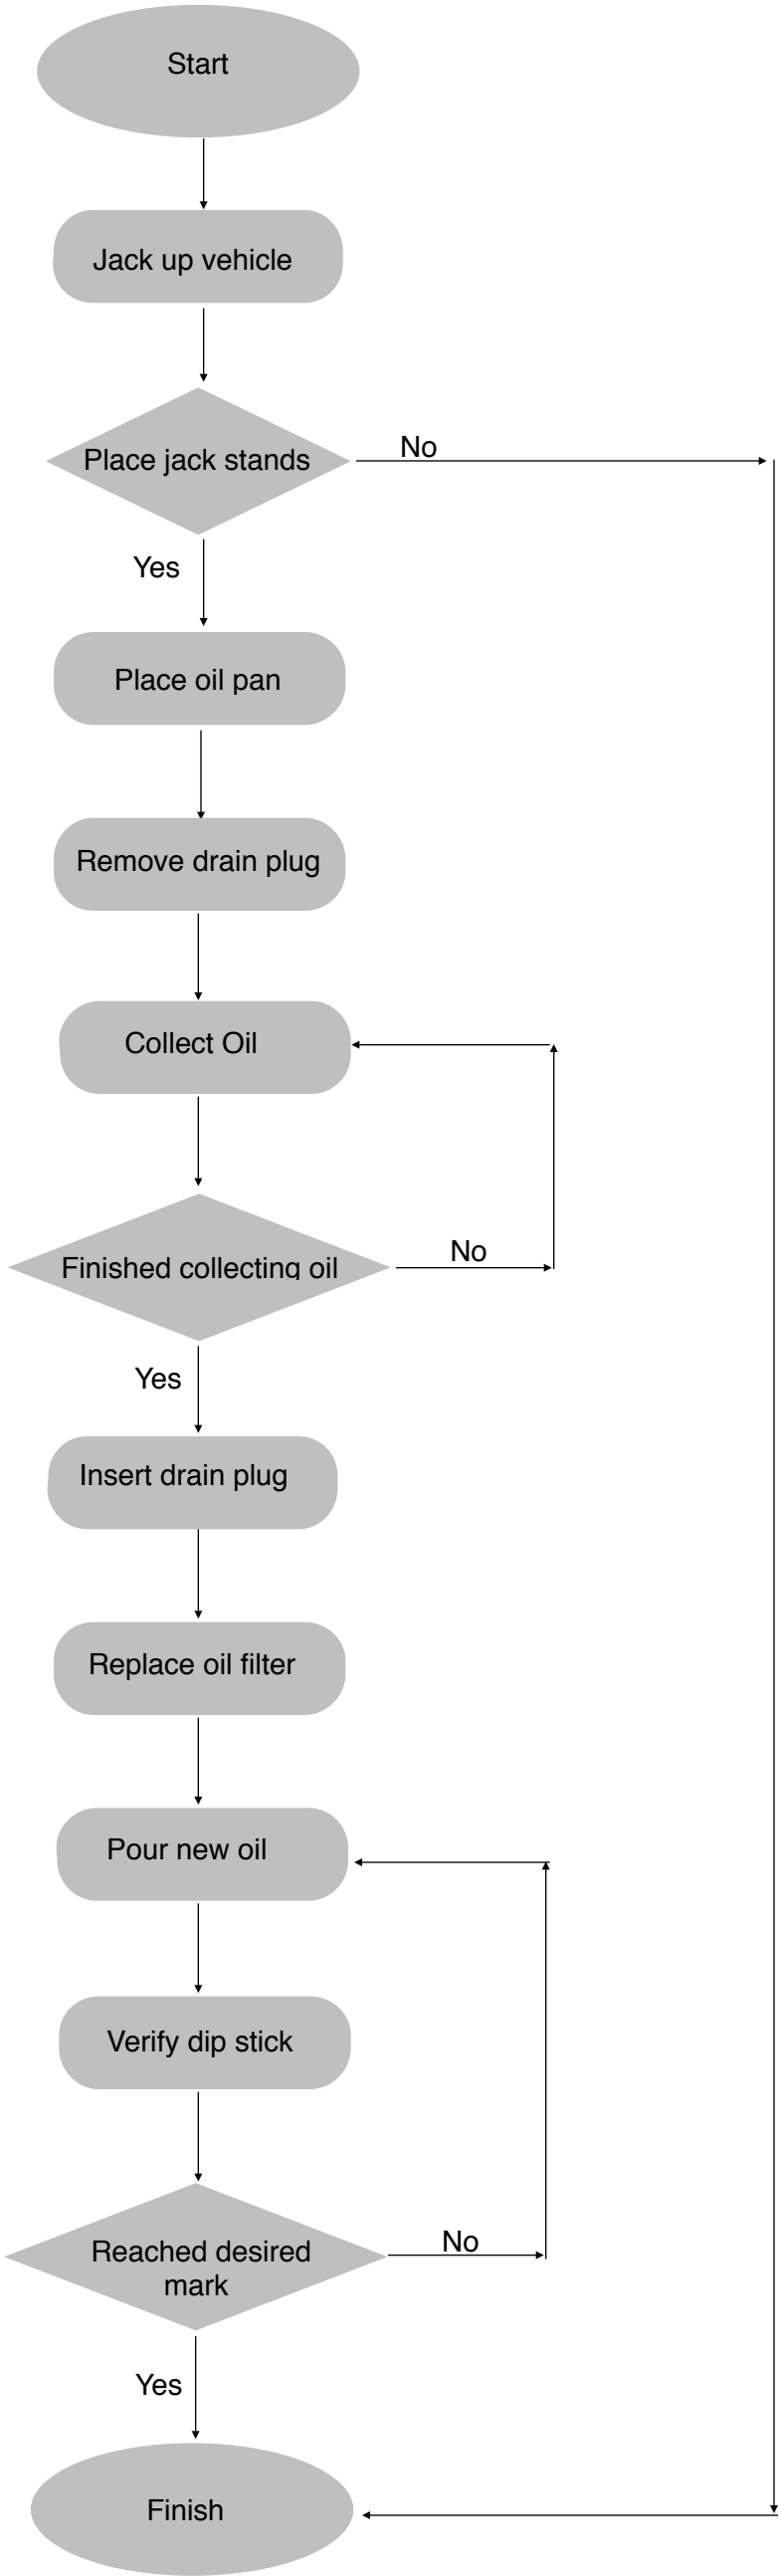 Start
Jack up vehicle
Place jack stands
No
Yes
Place oil pan
Remove drain plug
Collect Oil
Finished collecting oil
No
Yes
Insert drain plug
Replace oil filter
Pour new oil
Verify dip stick
Reached desired
mark
No
Yes
Finish